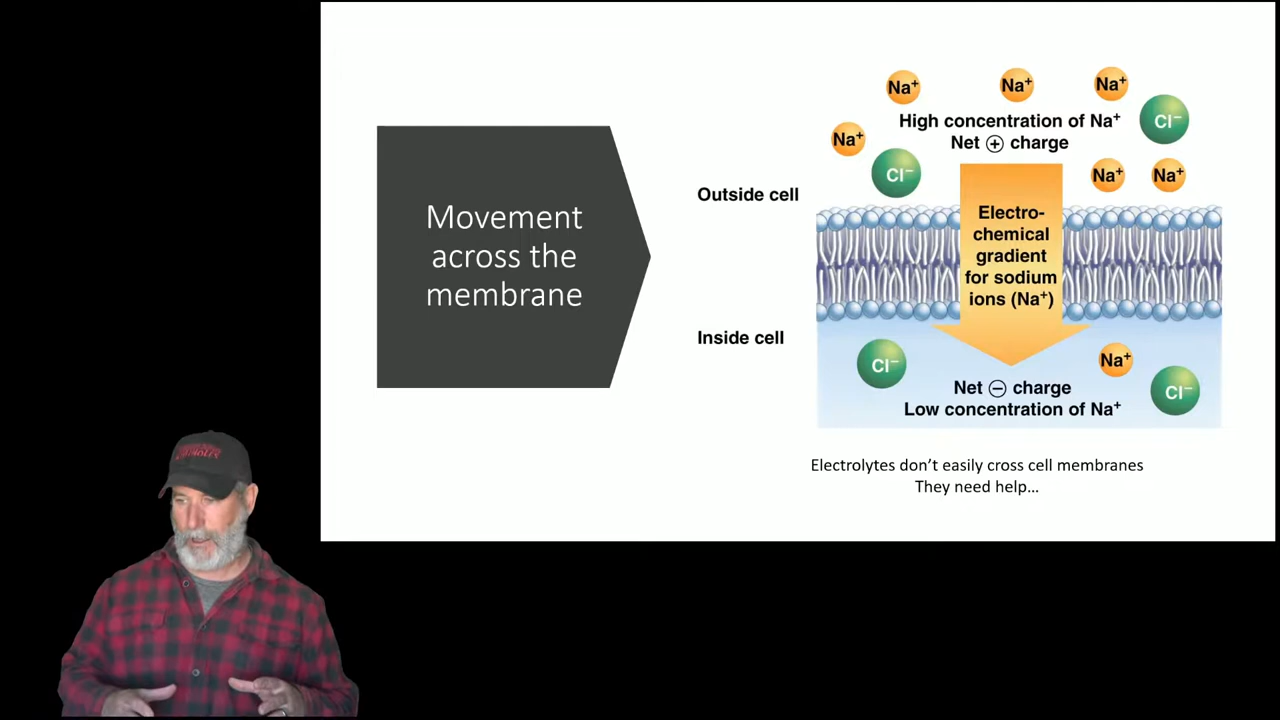 Movement
across the
membrane
Na⁺
Na⁺
Na⁺
High concentration of Na⁺
Cl⁻
Net ⊕ charge
Na⁺
Cl⁻
Na⁺
Na⁺
Outside cell
Electro-
chemical
gradient
for sodium
ions (Na⁺)
Inside cell
Cl⁻
Na⁺
Cl⁻
Net ⊖ charge
Low concentration of Na⁺
Electrolytes don’t easily cross cell membranes
They need help…